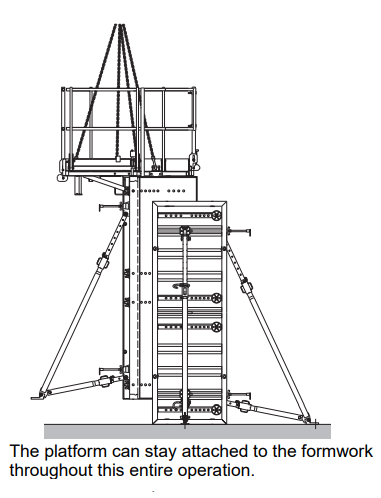 The platform can stay attached to the formwork
throughout this entire operation.